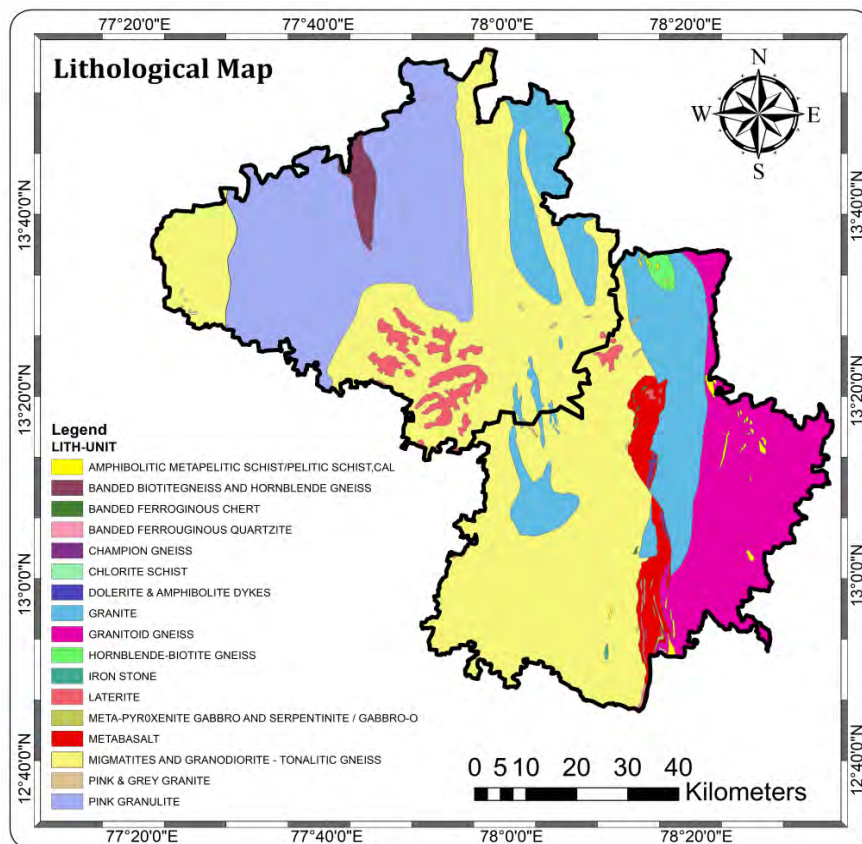 77°20'0"E 77°40'0"E 78°0'0"E 78°20'0"E
Lithological Map
N
W E
S
13°40'0"N 13°40'0"N
13°20'0"N 13°20'0"N
13°0'0"N 13°0'0"N
12°40'0"N 12°40'0"N
Legend
LITH-UNIT
AMPHIBOLITIC METAPELITIC SCHIST/PELITIC SCHIST,CAL
BANDED BIOTITEGNEISS AND HORNBLENDE GNEISS
BANDED FERROGINOUS CHERT
BANDED FERROUGINOUS QUARTZITE
CHAMPION GNEISS
CHLORITE SCHIST
DOLERITE & AMPHIBOLITE DYKES
GRANITE
GRANITOID GNEISS
HORNBLENDE-BIOTITE GNEISS
IRON STONE
LATERITE
META-PYR0XENITE GABBRO AND SERPENTINITE / GABBRO-O
METABASALT
MIGMATITES AND GRANODIORITE - TONALITIC GNEISS
PINK & GREY GRANITE
PINK GRANULITE
0 5 10 20 30 40
Kilometers
77°20'0"E 77°40'0"E 78°0'0"E 78°20'0"E